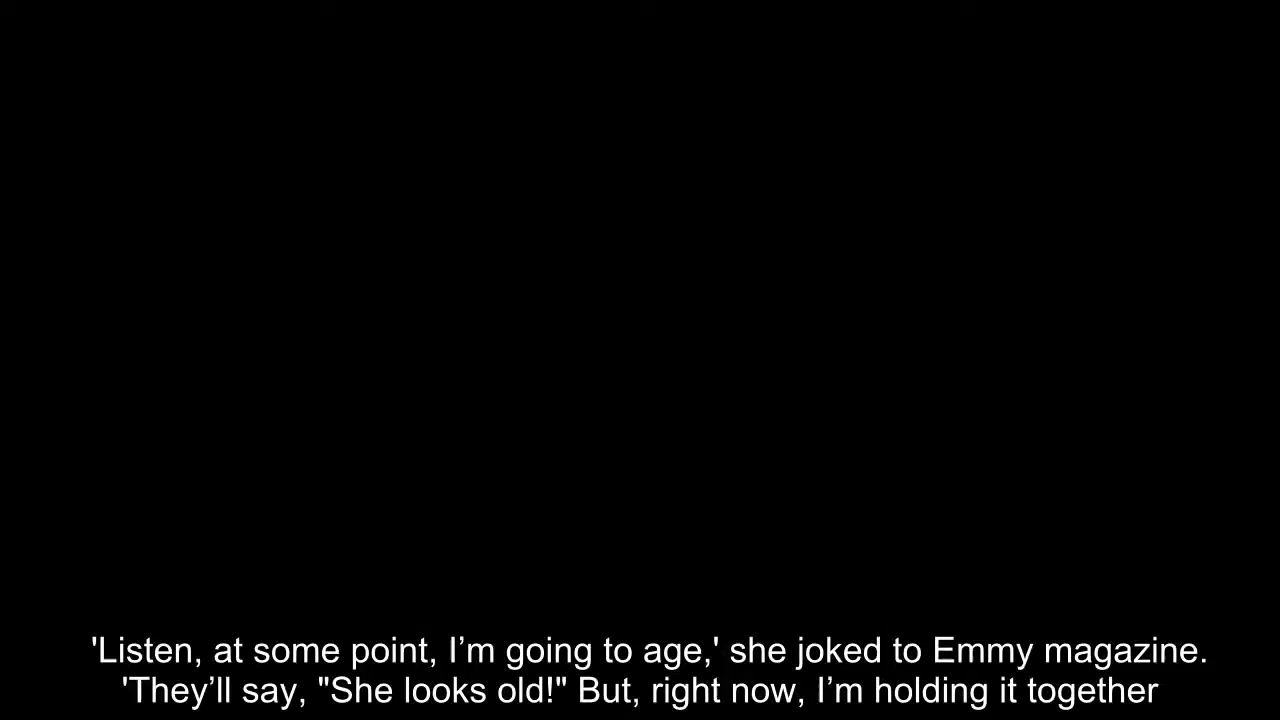 'Listen, at some point, I’m going to age,' she joked to Emmy magazine.
'They’ll say, "She looks old!" But, right now, I’m holding it together